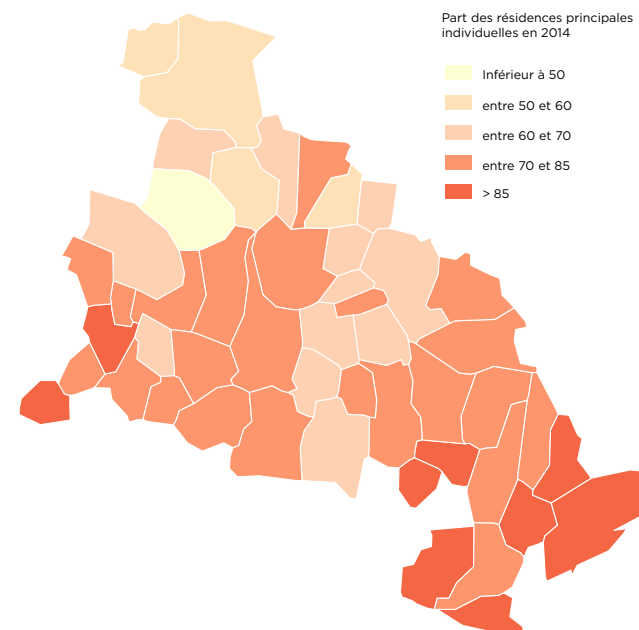 Part des résidences principales
individuelles en 2014
Inférieur à 50
entre 50 et 60
entre 60 et 70
entre 70 et 85
> 85